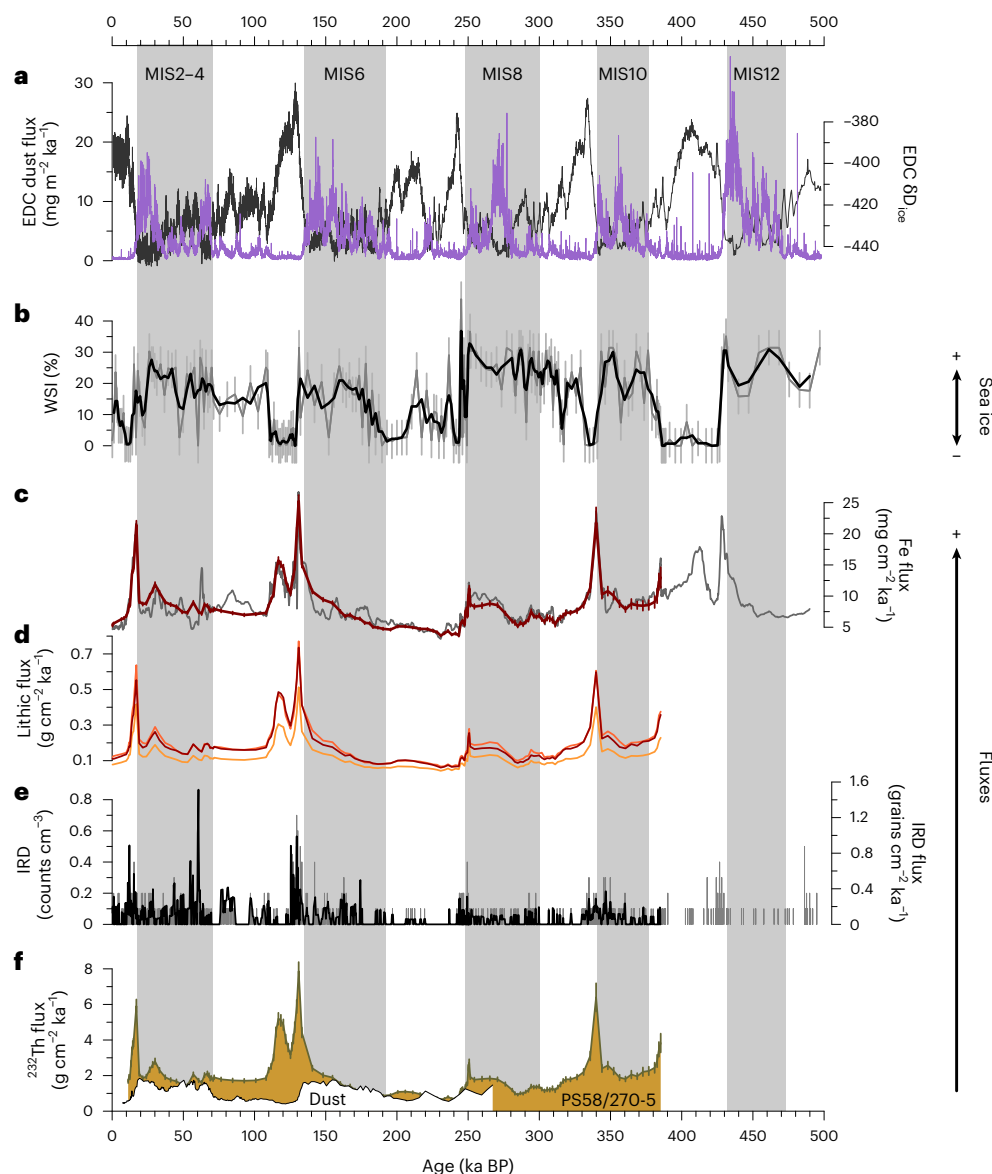 0 50 100 150 200 250 300 350 400 450 500
a
MIS2–4 MIS6 MIS8 MIS10 MIS12
EDC dust flux
(mg m⁻² ka⁻¹)
30
20
10
0
−380
−400
−420
−440
EDC δD_ice
b
WSI (%)
40
30
20
10
0
+
Sea ice
−
c
25
20
15
10
5
Fe flux
(mg cm⁻² ka⁻¹)
+
d
Lithic flux
(g cm⁻² ka⁻¹)
0.7
0.5
0.3
0.1
Fluxes
e
IRD
(counts cm⁻³)
0.8
0.6
0.4
0.2
0
1.6
1.2
0.8
0.4
0
IRD flux
(grains cm⁻² ka⁻¹)
f
²³²Th flux
(g cm⁻² ka⁻¹)
8
6
4
2
0
Dust
PS58/270-5
0 50 100 150 200 250 300 350 400 450 500
Age (ka BP)